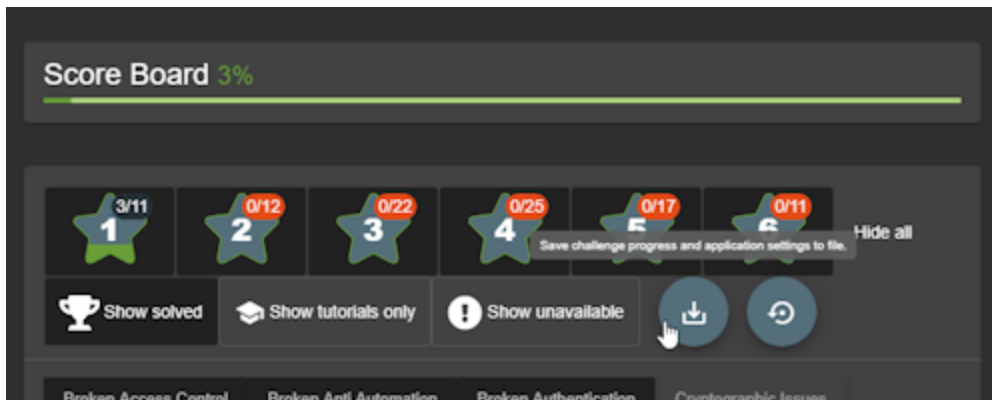 Score Board 3%
3/11 0/12 0/22 0/25 0/17 0/11
1 2 3 4 5 6 Hide all
Save challenge progress and application settings to file.
Show solved Show tutorials only ! Show unavailable
Broken Access Control Broken Anti Automation Broken Authentication Cryptographic Issues